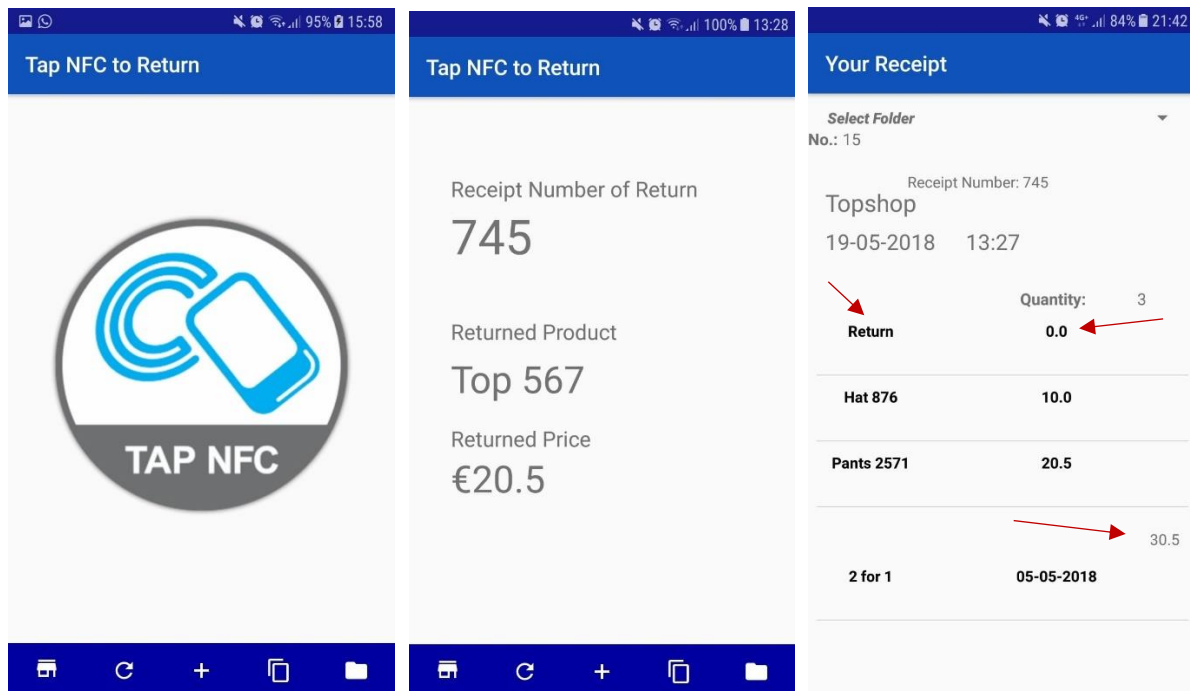 95% 15:58
Tap NFC to Return
TAP NFC
100% 13:28
Tap NFC to Return
Receipt Number of Return
745
Returned Product
Top 567
Returned Price
€20.5
4G+ 84% 21:42
Your Receipt
Select Folder
No.: 15
Receipt Number: 745
Topshop
19-05-2018 13:27
Quantity: 3
Return 0.0
Hat 876 10.0
Pants 2571 20.5
30.5
2 for 1 05-05-2018